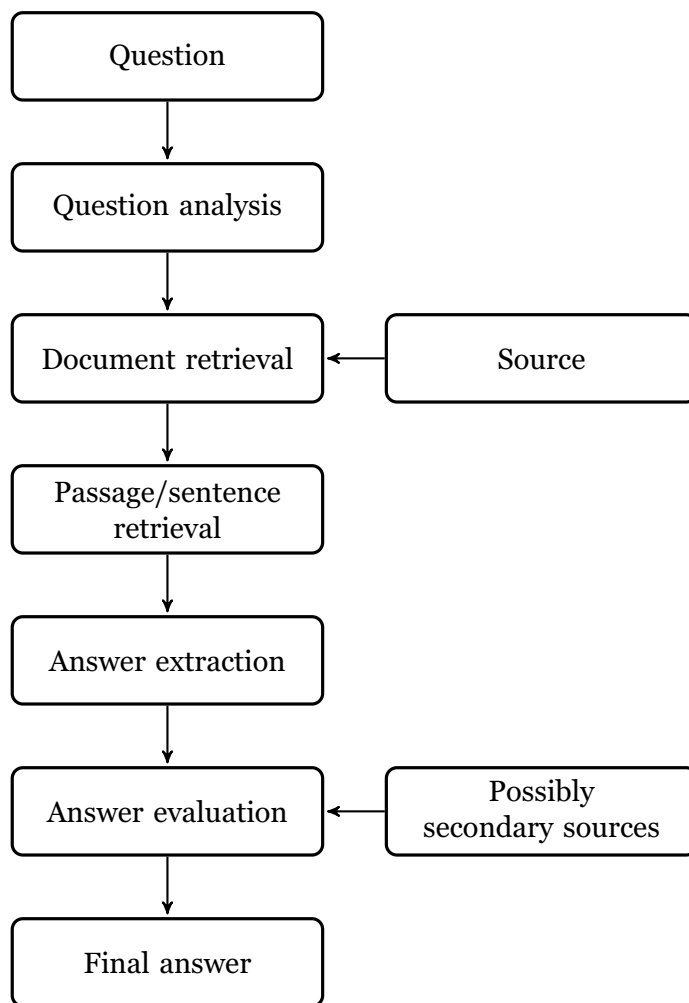 Question
Question analysis
Document retrieval
Source
Passage/sentence
retrieval
Answer extraction
Answer evaluation
Possibly
secondary sources
Final answer